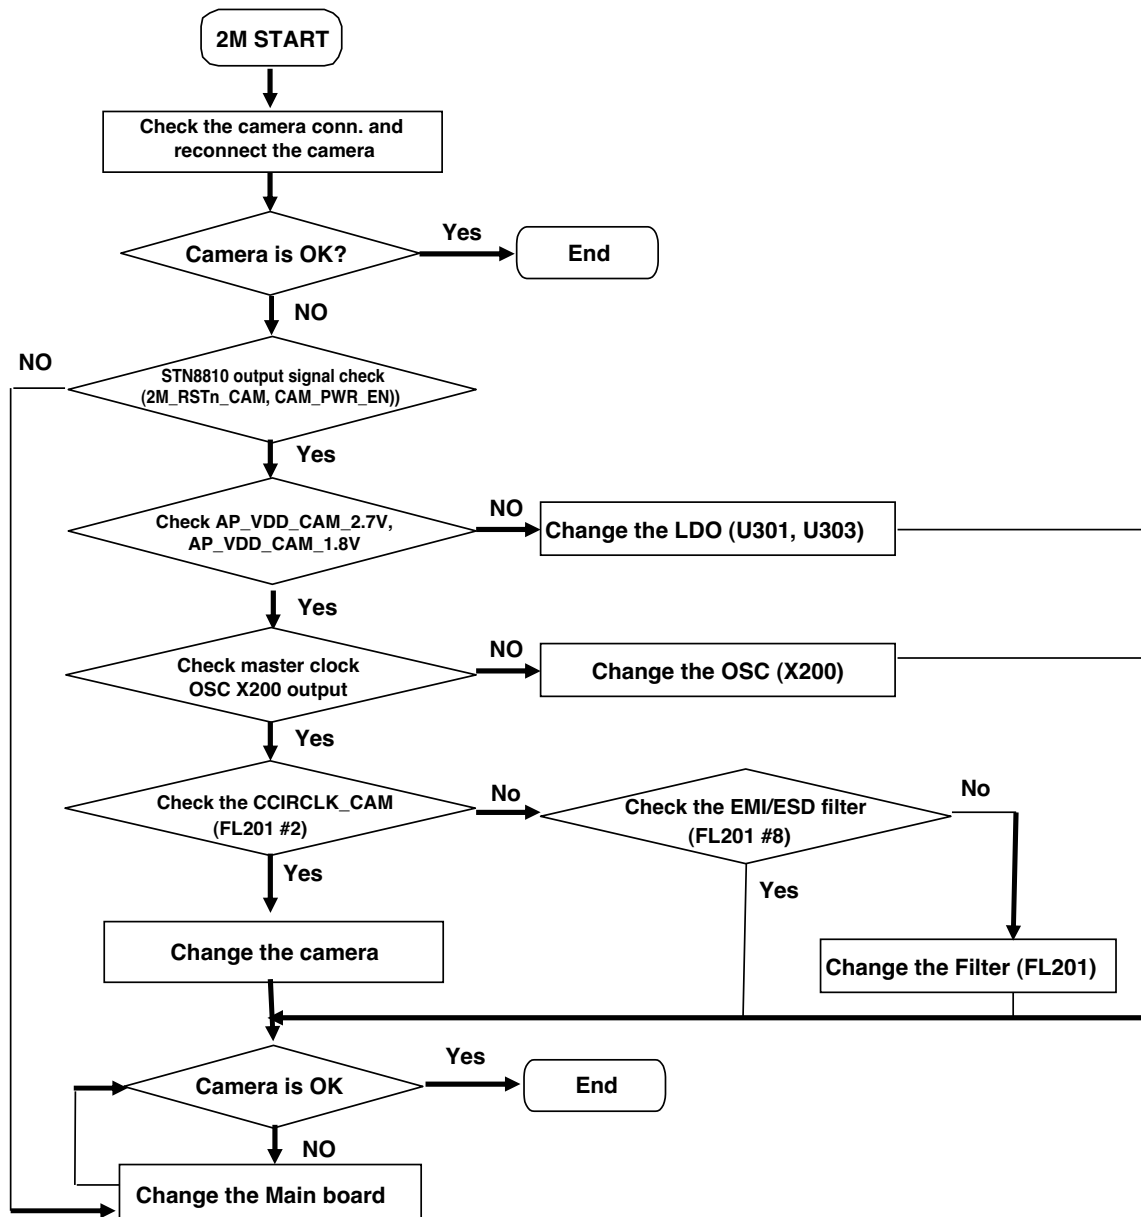 2M START
Check the camera conn. and
reconnect the camera
Camera is OK?
Yes
End
NO
NO
STN8810 output signal check
(2M_RSTn_CAM, CAM_PWR_EN))
Yes
Check AP_VDD_CAM_2.7V,
AP_VDD_CAM_1.8V
NO
Change the LDO (U301, U303)
Yes
Check master clock
OSC X200 output
NO
Change the OSC (X200)
Yes
Check the CCIRCLK_CAM
(FL201 #2)
No
Check the EMI/ESD filter
(FL201 #8)
No
Yes
Yes
Change the camera
Change the Filter (FL201)
Camera is OK
Yes
End
NO
Change the Main board